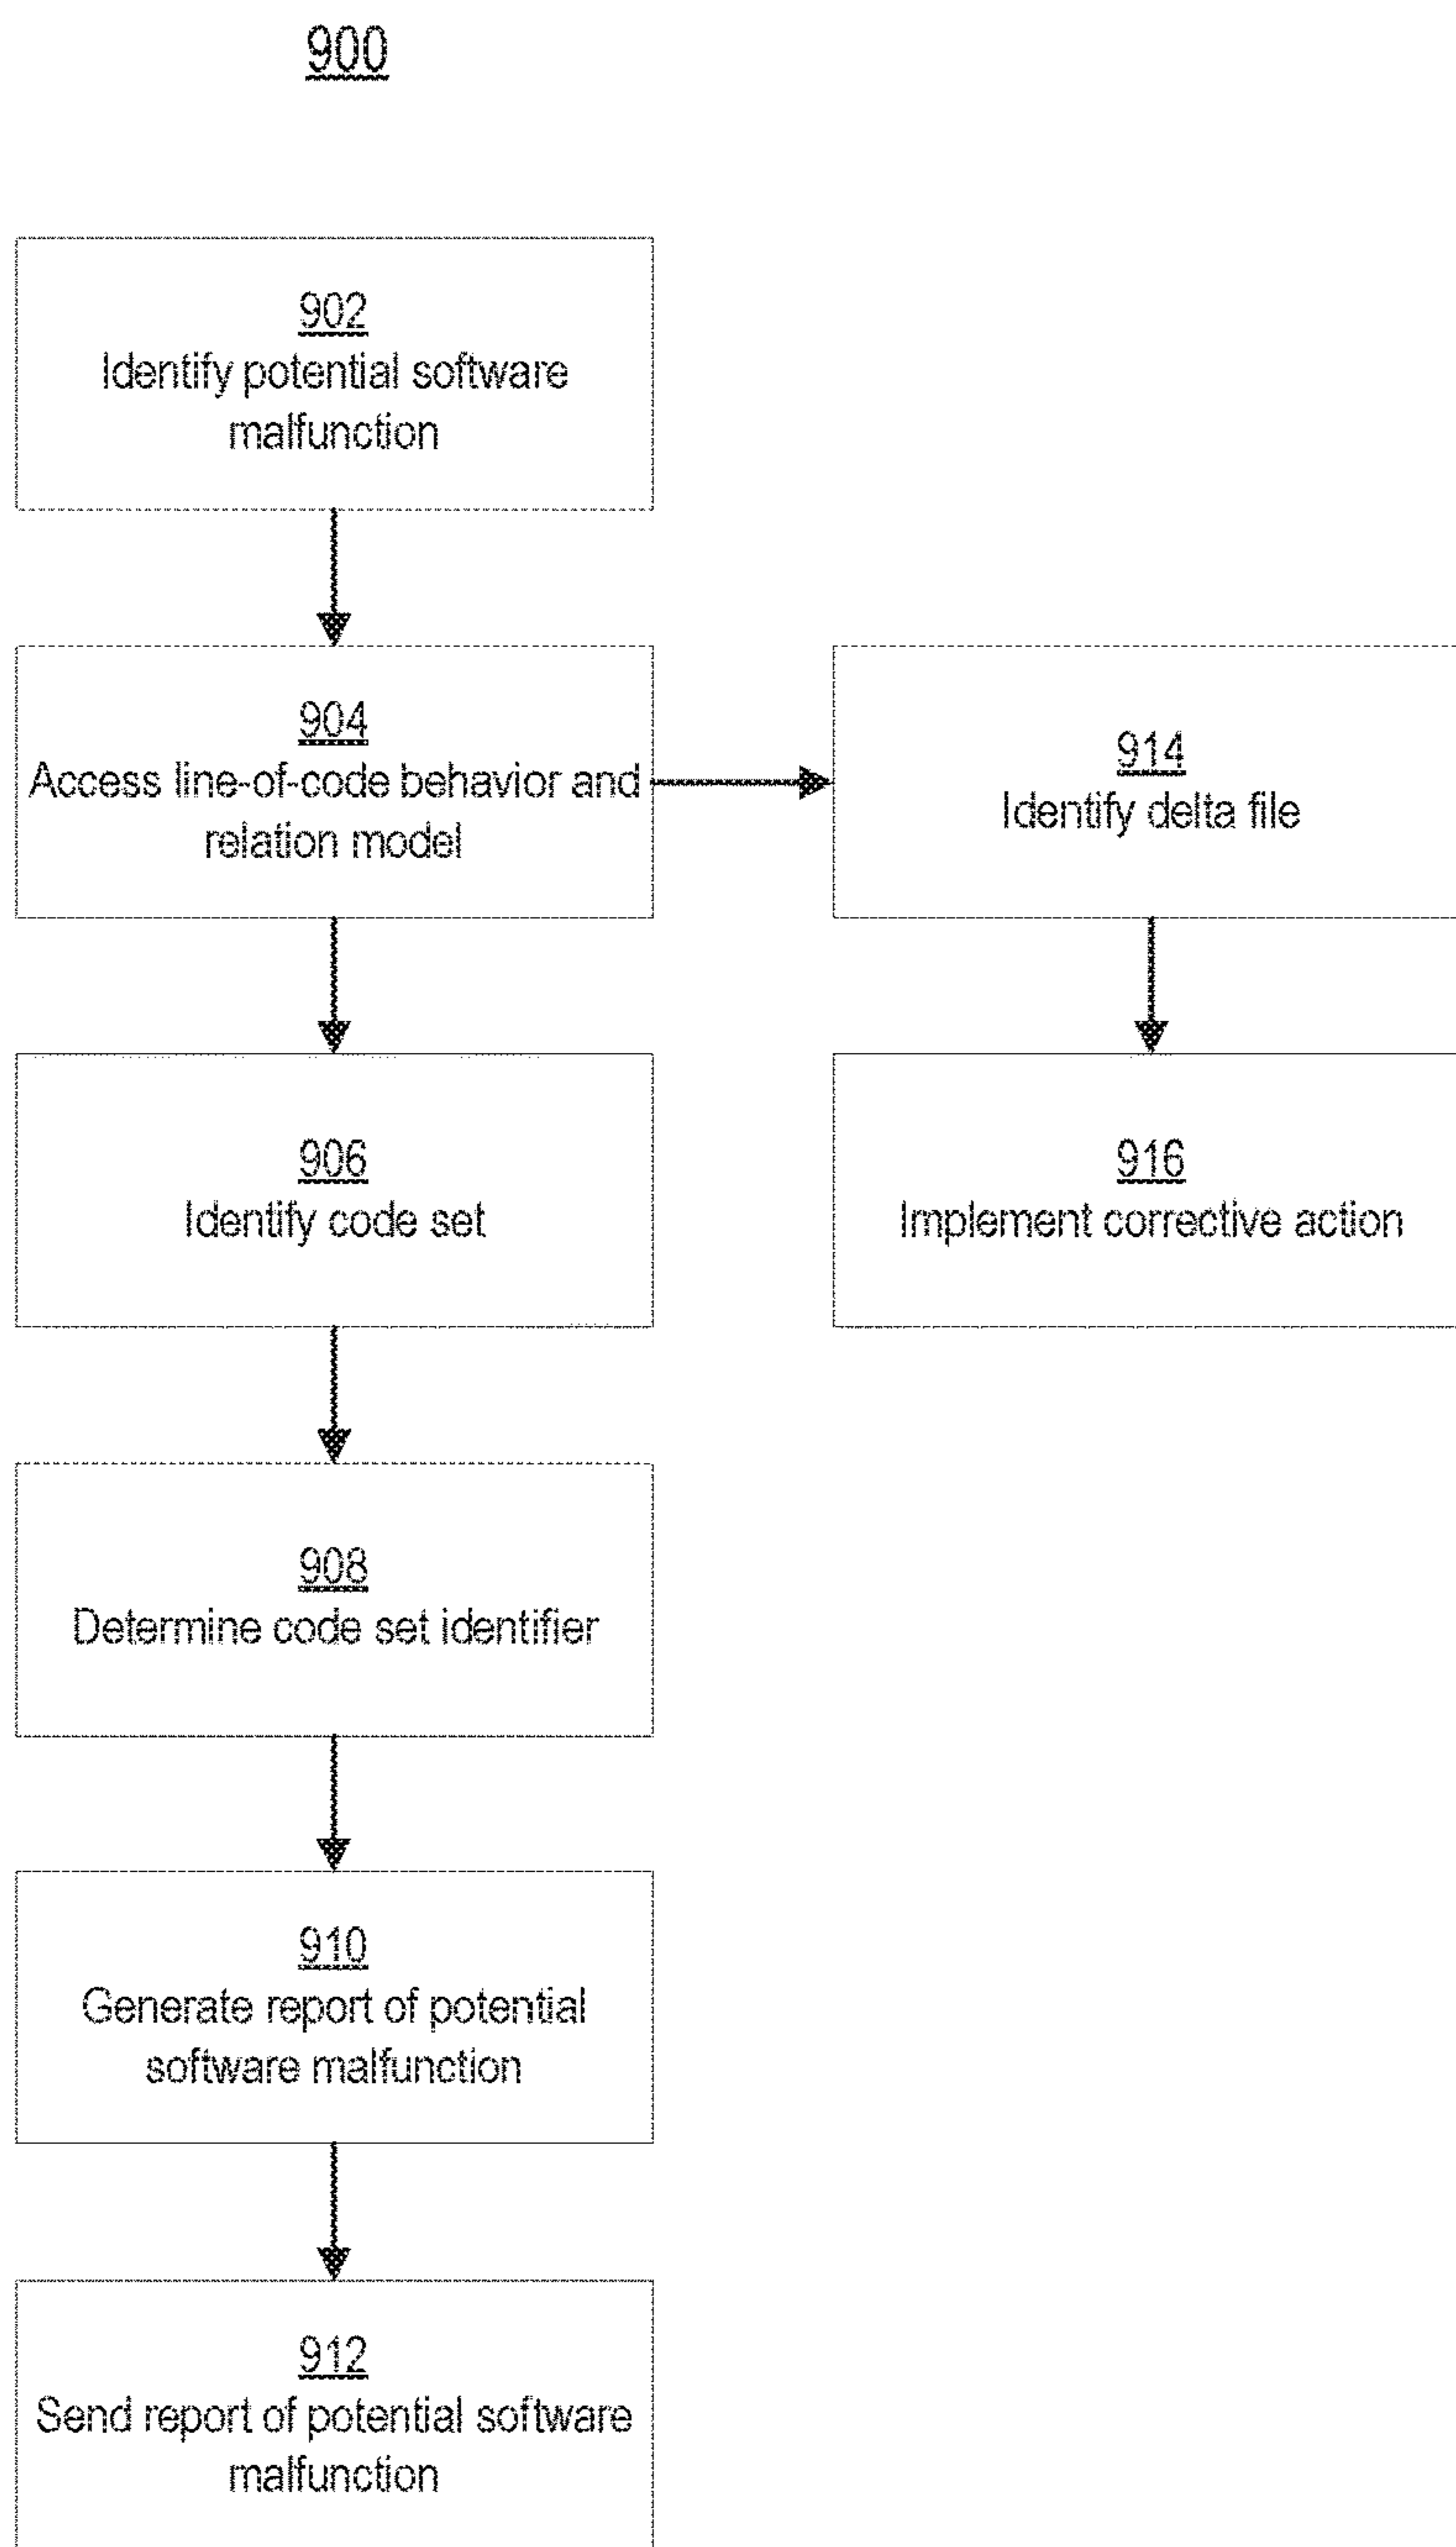 900
902
Identify potential software
malfunction
904
Access line-of-code behavior and
relation model
914
Identify delta file
906
Identify code set
916
Implement corrective action
908
Determine code set identifier
910
Generate report of potential
software malfunction
912
Send report of potential software
malfunction